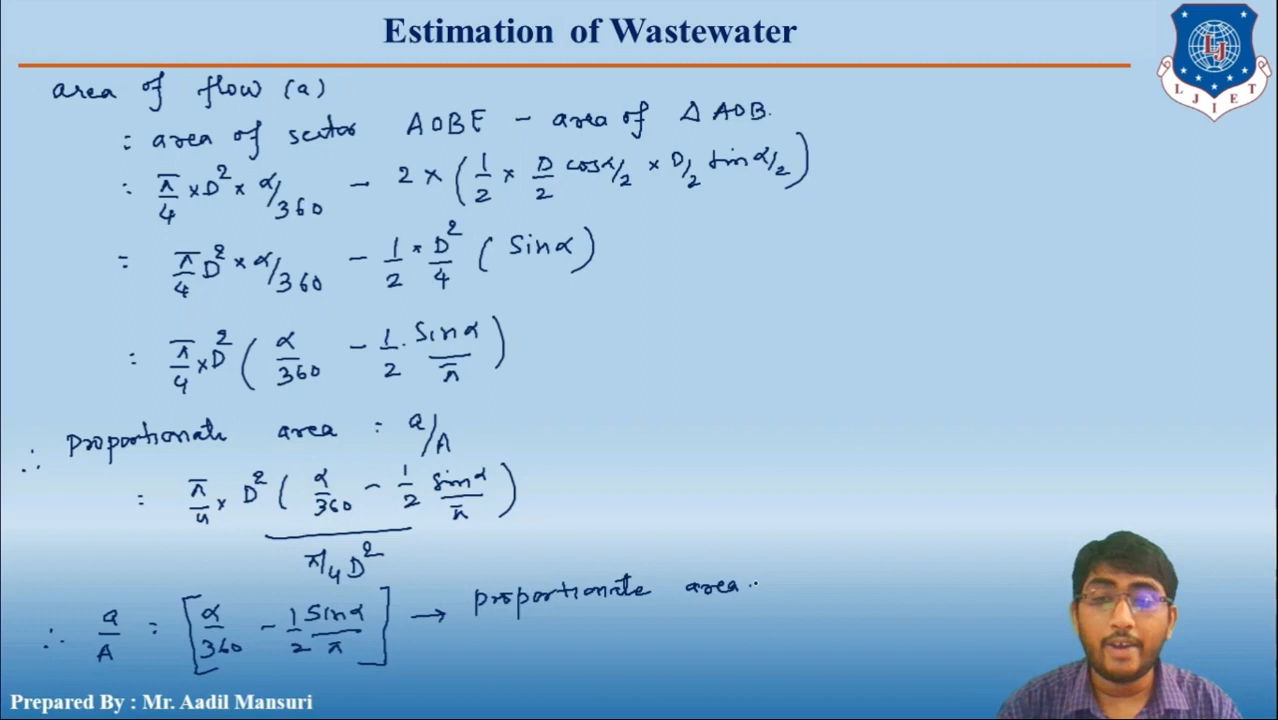 Estimation of Wastewater
LJIET
area of flow (a)
= area of sector AOBE - area of Δ AOB.
= π/4 × D² × α/360 - 2 × (1/2 × D/2 cos α/2 × D/2 sin α/2)
= π/4 D² × α/360 - 1/2 × D²/4 (sin α)
= π/4 × D² (α/360 - 1/2 . sin α/π)
∴ Proportionate area = a/A
= π/4 × D² (α/360 - 1/2 sin α/π)
π/4 D²
∴ a/A = [α/360 - 1/2 sin α/π] → proportionate area.
Prepared By : Mr. Aadil Mansuri